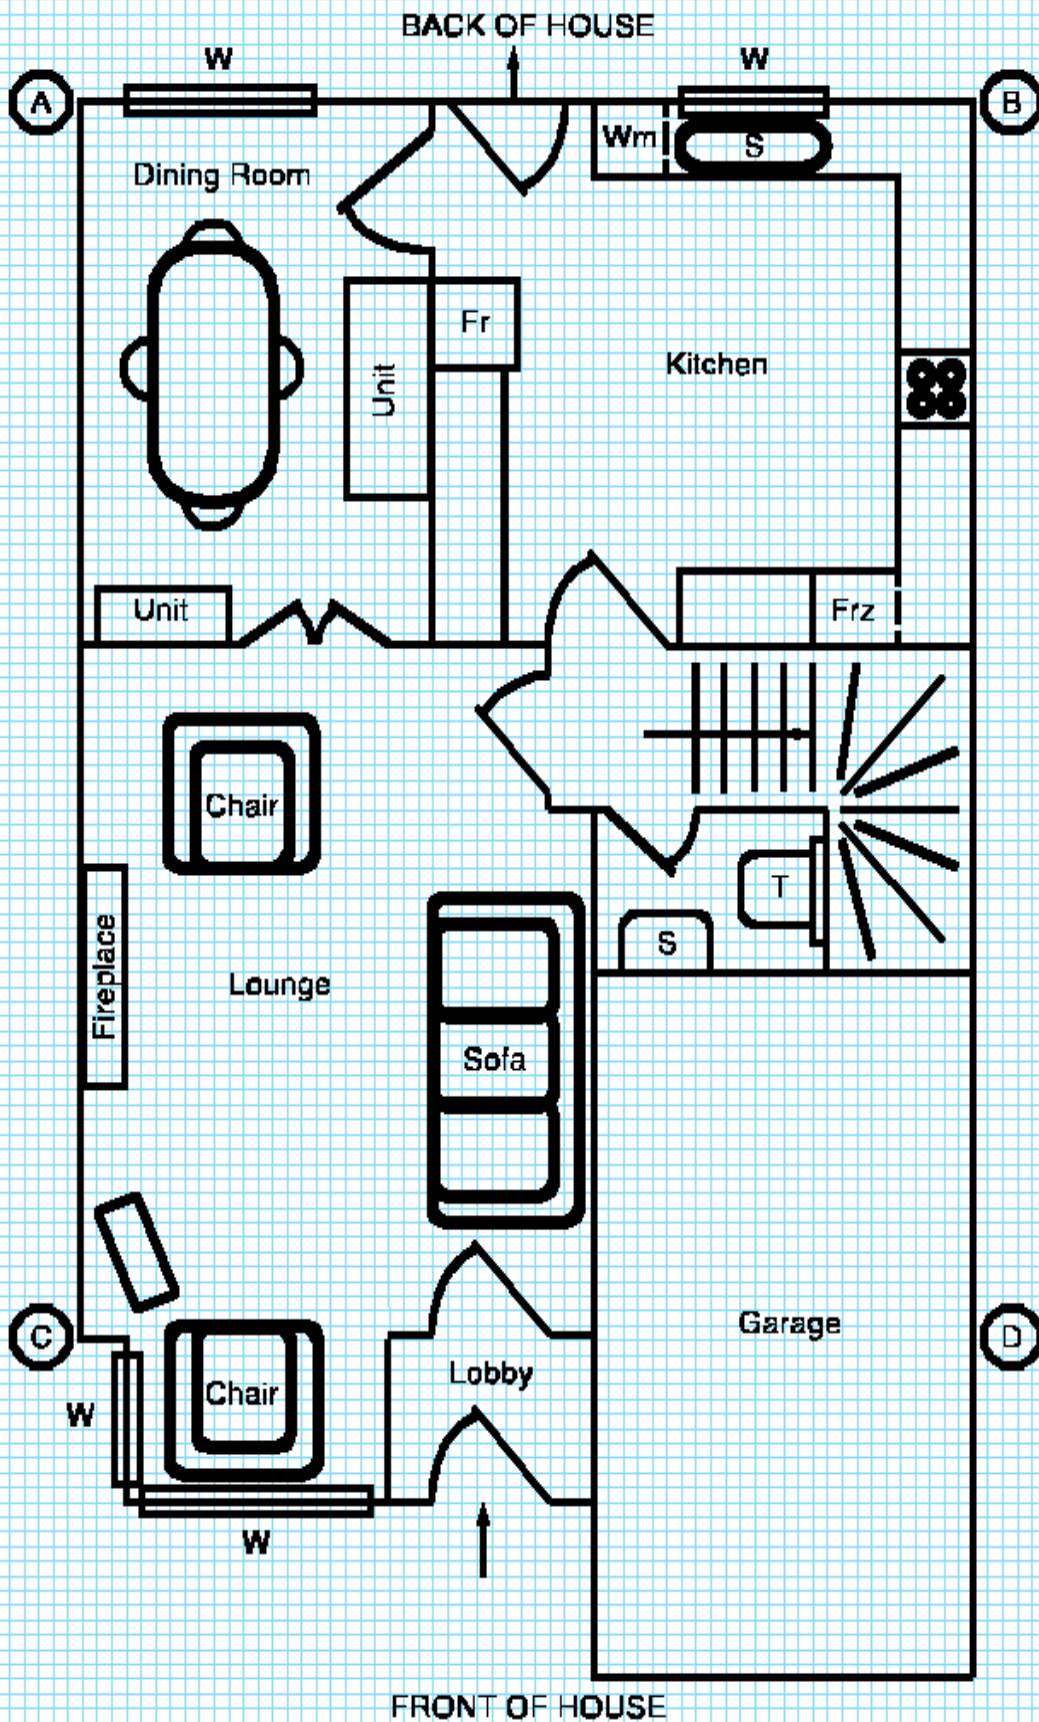 BACK OF HOUSE
W
W
A
B
Wm
S
Dining Room
Fr
Kitchen
Unit
Unit
Frz
Chair
T
S
Fireplace
Lounge
Sofa
C
Garage
D
Lobby
Chair
W
W
FRONT OF HOUSE